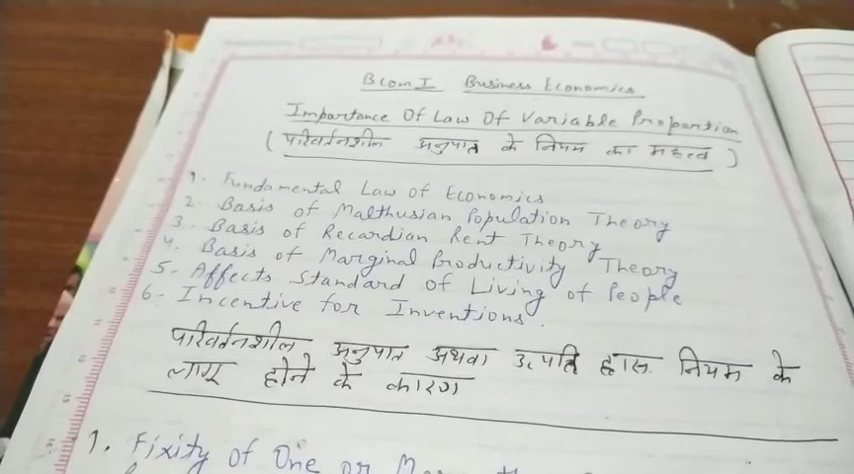 BCom I Business Economics
Importance Of Law Of Variable Proportion
(परिवर्तनशील अनुपात के नियम का महत्व)
1. Fundamental Law of Economics
2. Basis of Malthusian Population Theory
3. Basis of Recardian Rent Theory
4. Basis of Marginal Productivity Theory
5. Affects Standard of Living of People
6. Incentive for Inventions.
परिवर्तनशील अनुपात अथवा उत्पत्ति ह्रास नियम के
लागू होने के कारण
1. Fixity of One or